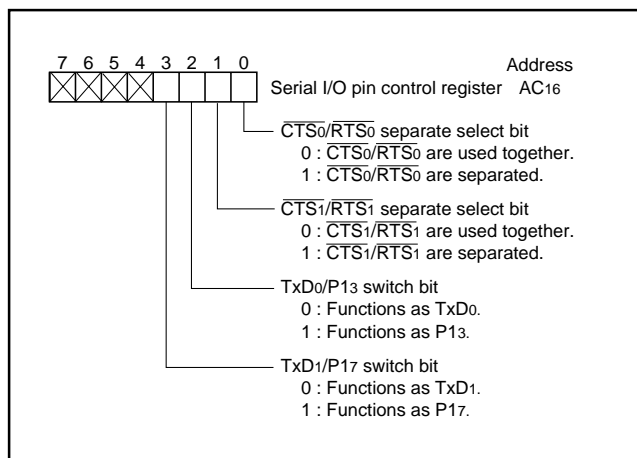 7 6 5 4 3 2 1 0 Address
Serial I/O pin control register AC16
CTS0/RTS0 separate select bit
0 : CTS0/RTS0 are used together.
1 : CTS0/RTS0 are separated.
CTS1/RTS1 separate select bit
0 : CTS1/RTS1 are used together.
1 : CTS1/RTS1 are separated.
TxD0/P13 switch bit
0 : Functions as TxD0.
1 : Functions as P13.
TxD1/P17 switch bit
0 : Functions as TxD1.
1 : Functions as P17.